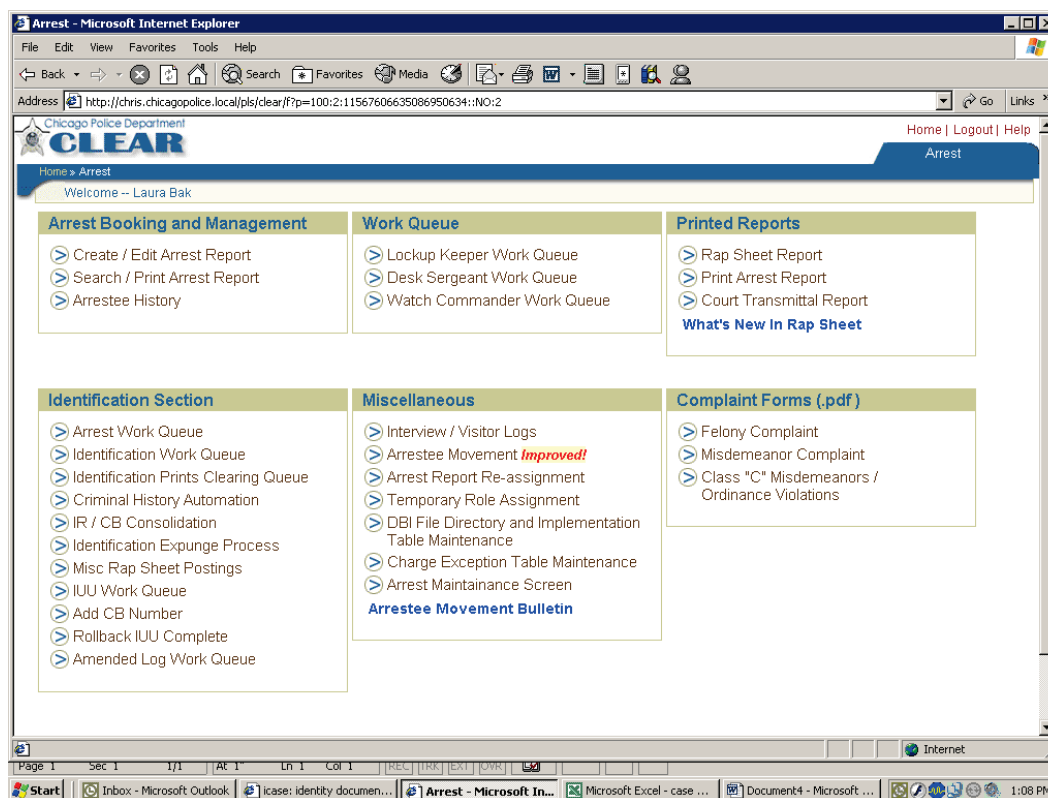 Arrest - Microsoft Internet Explorer
File Edit View Favorites Tools Help
Back Search Favorites Media
Address http://chris.chicagopolice.local/pls/clear/f?p=100:2:11567606635086950634::NO:2 Go Links
Chicago Police Department
CLEAR
Home | Logout | Help
Arrest
Home » Arrest
Welcome -- Laura Bak
Arrest Booking and Management
Create / Edit Arrest Report
Search / Print Arrest Report
Arrestee History
Work Queue
Lockup Keeper Work Queue
Desk Sergeant Work Queue
Watch Commander Work Queue
Printed Reports
Rap Sheet Report
Print Arrest Report
Court Transmittal Report
What's New In Rap Sheet
Identification Section
Arrest Work Queue
Identification Work Queue
Identification Prints Clearing Queue
Criminal History Automation
IR / CB Consolidation
Identification Expunge Process
Misc Rap Sheet Postings
IUU Work Queue
Add CB Number
Rollback IUU Complete
Amended Log Work Queue
Miscellaneous
Interview / Visitor Logs
Arrestee Movement Improved!
Arrest Report Re-assignment
Temporary Role Assignment
DBI File Directory and Implementation
Table Maintenance
Charge Exception Table Maintenance
Arrest Maintainance Screen
Arrestee Movement Bulletin
Complaint Forms (.pdf)
Felony Complaint
Misdemeanor Complaint
Class "C" Misdemeanors /
Ordinance Violations
Internet
Page 1 Sec 1 1/1 At 1" Ln 1 Col 1 REC TRK EXT OVR
Start Inbox - Microsoft Outlook icase: identity documen... Arrest - Microsoft In... Microsoft Excel - case ... Document4 - Microsoft ... 1:08 PM